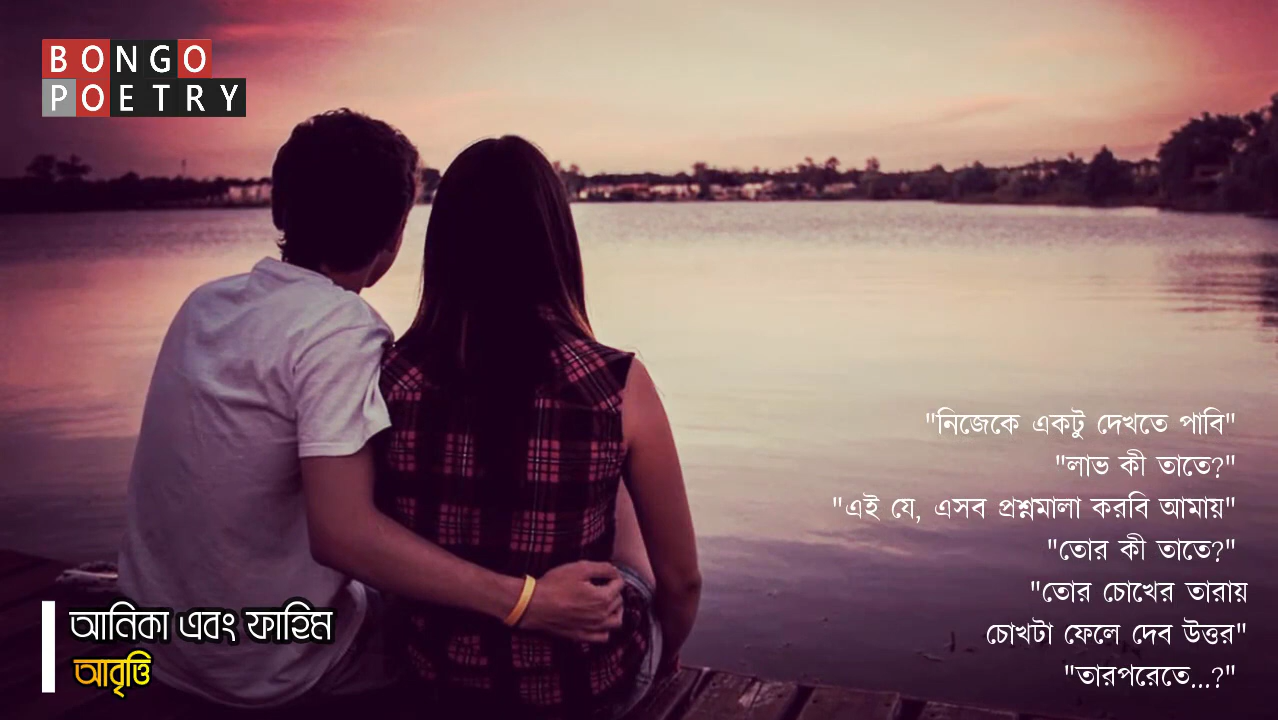 BONGO
POETRY
"নিজেকে একটু দেখতে পাবি"
"লাভ কী তাতে?"
"এই যে, এসব প্রশ্নমালা করবি আমায়"
"তোর কী তাতে?"
"তোর চোখের তারায়
চোখটা ফেলে দেব উত্তর"
"তারপরেতে...?"
আনিকা এবং ফাহিম
আবৃত্তি